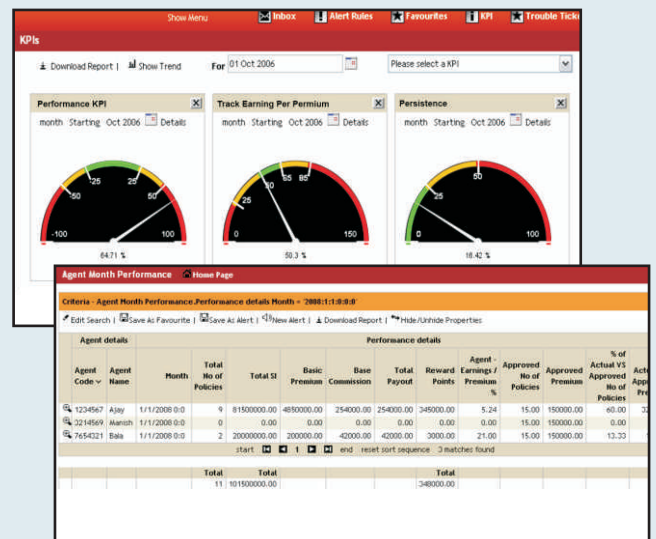 Show Menu Inbox Alert Rules Favourites KPI Trouble Tick
KPIs
Download Report | Show Trend For 01 Oct 2006 Please select a KPI
Performance KPI
month Starting Oct 2006 Details
-100 -50 -25 25 50 100
64.71 %
Track Earning Per Permium
month Starting Oct 2006 Details
0 25 50 65 85 150
50.3 %
Persistence
month Starting Oct 2006 Details
0 25 50 100
16.42 %
Agent Month Performance Home Page
Criteria - Agent Month Performance.Performance details Month = '2008:1:1:0:0:0'
Edit Search | Save As Favourite | Save As Alert | New Alert | Download Report | Hide/Unhide Properties
Agent details Performance details
Agent Code Agent Name Month Total No of Policies Total SI Basic Premium Base Commission Total Payout Reward Points Agent - Earnings / Premium % Approved No of Policies Approved Premium % of Actual VS Approved No of Policies
1234567 Ajay 1/1/2008 0:0 9 81500000.00 4850000.00 254000.00 254000.00 345000.00 5.24 15.00 150000.00 60.00
3214569 Manish 1/1/2008 0:0 0 0.00 0.00 0.00 0.00 0.00 0.00 15.00 150000.00 0.00
7654321 Bala 1/1/2008 0:0 2 20000000.00 200000.00 42000.00 42000.00 3000.00 21.00 15.00 150000.00 13.33
start 1 end reset sort sequence 3 matches found
Total Total Total
11 101500000.00 348000.00